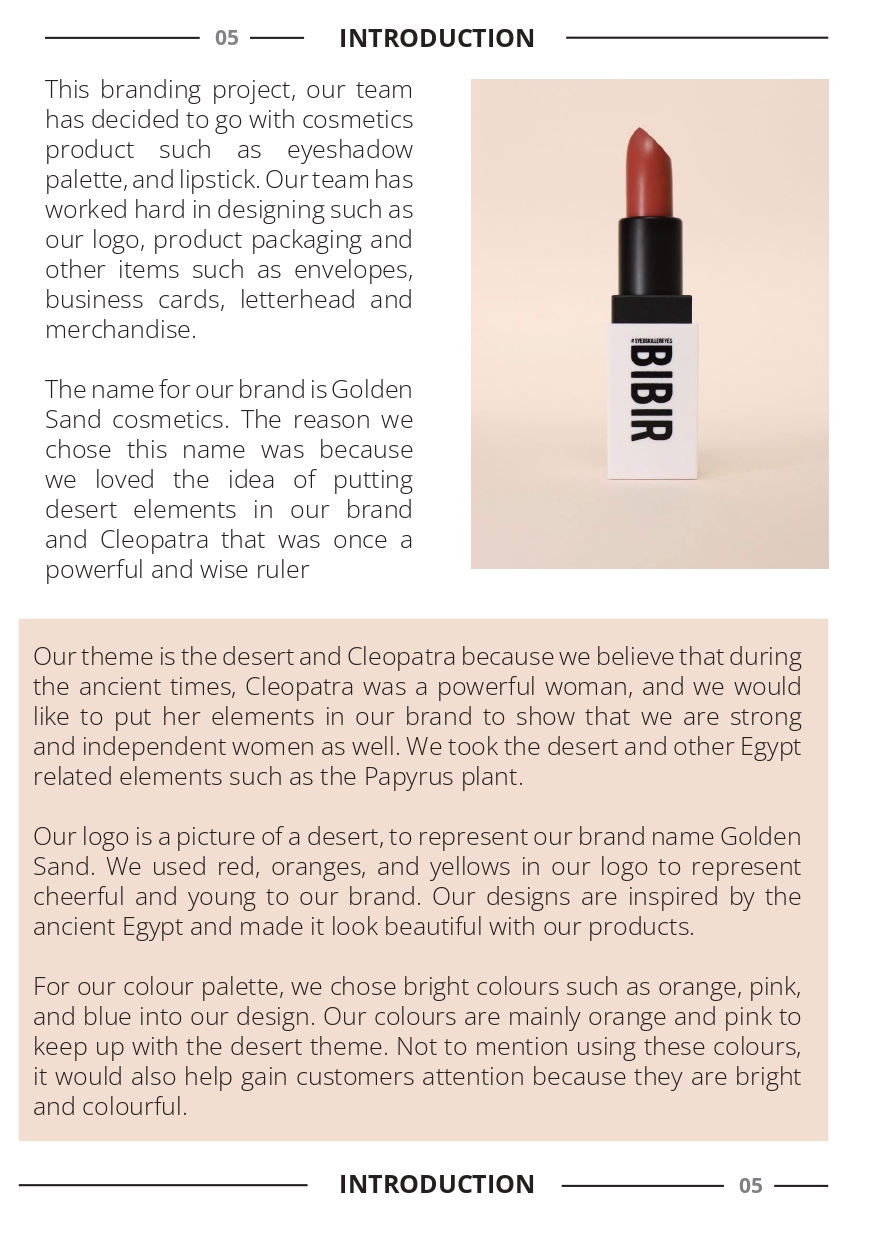 05
INTRODUCTION
This branding project, our team
has decided to go with cosmetics
product such as eyeshadow
palette, and lipstick. Our team has
worked hard in designing such as
our logo, product packaging and
other items such as envelopes,
business cards, letterhead and
merchandise.
The name for our brand is Golden
Sand cosmetics. The reason we
chose this name was because
we loved the idea of putting
desert elements in our brand
and Cleopatra that was once a
powerful and wise ruler
#SYEDSKILLEREYES
BIBIR
Our theme is the desert and Cleopatra because we believe that during
the ancient times, Cleopatra was a powerful woman, and we would
like to put her elements in our brand to show that we are strong
and independent women as well. We took the desert and other Egypt
related elements such as the Papyrus plant.
Our logo is a picture of a desert, to represent our brand name Golden
Sand. We used red, oranges, and yellows in our logo to represent
cheerful and young to our brand. Our designs are inspired by the
ancient Egypt and made it look beautiful with our products.
For our colour palette, we chose bright colours such as orange, pink,
and blue into our design. Our colours are mainly orange and pink to
keep up with the desert theme. Not to mention using these colours,
it would also help gain customers attention because they are bright
and colourful.
INTRODUCTION
05